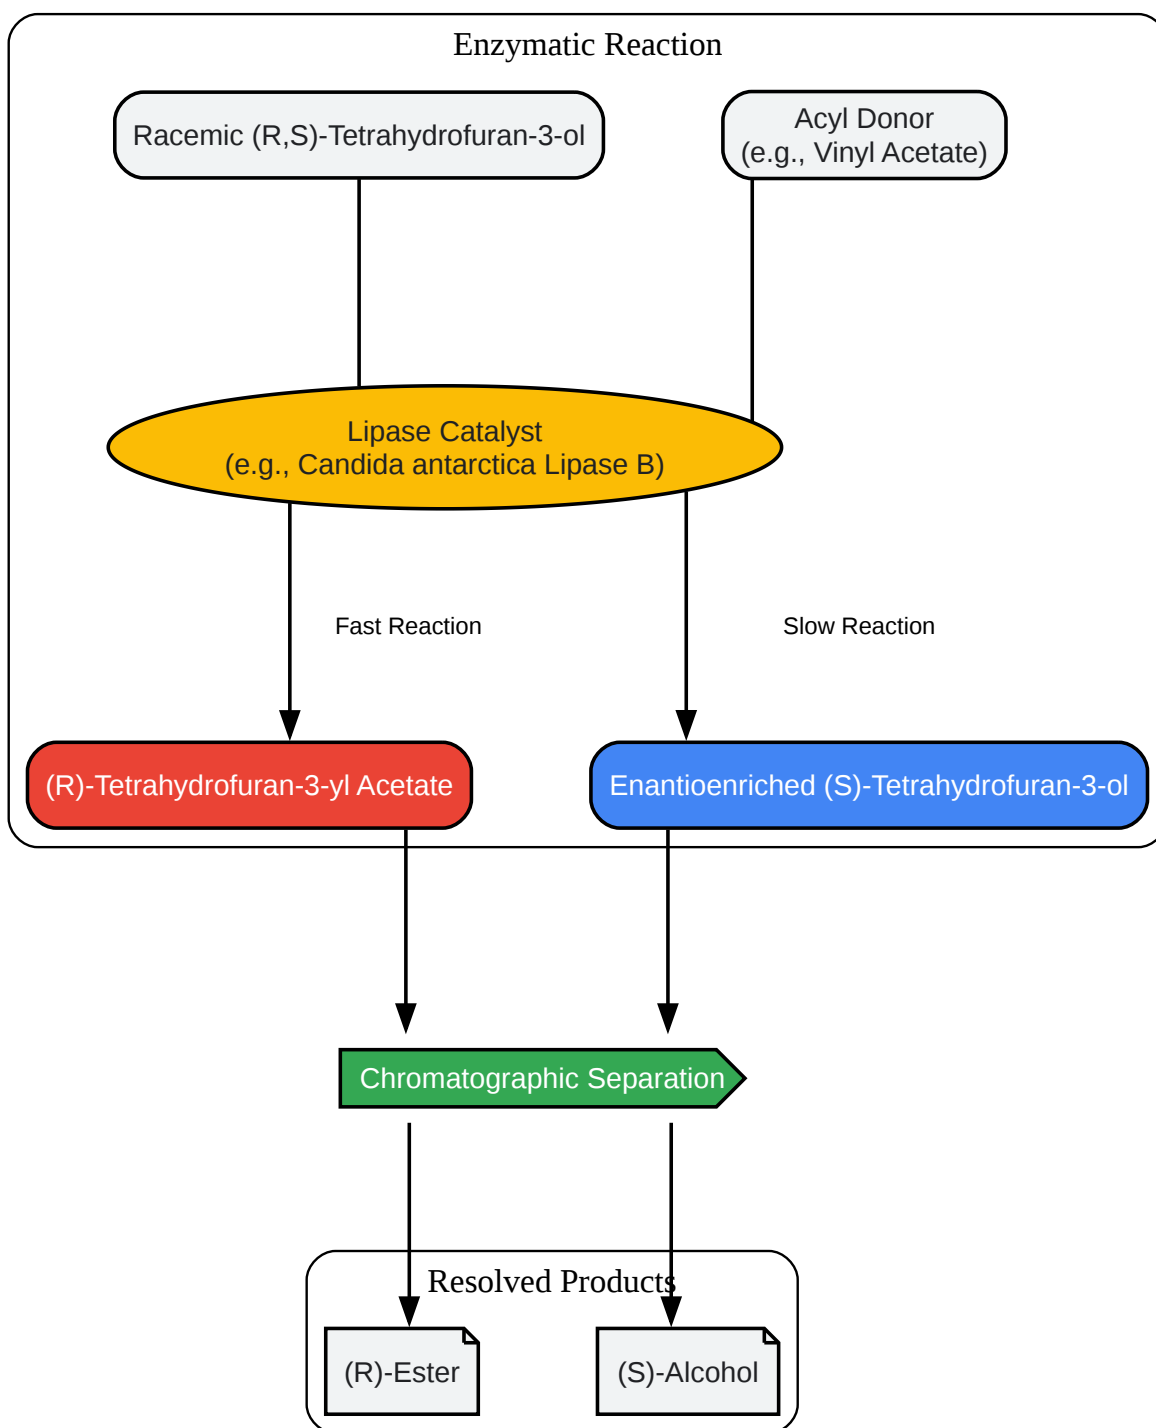 Enzymatic Reaction
Racemic (R,S)-Tetrahydrofuran-3-ol
Acyl Donor
(e.g., Vinyl Acetate)
Lipase Catalyst
(e.g., Candida antarctica Lipase B)
Fast Reaction
Slow Reaction
(R)-Tetrahydrofuran-3-yl Acetate
Enantioenriched (S)-Tetrahydrofuran-3-ol
Chromatographic Separation
Resolved Products
(R)-Ester
(S)-Alcohol